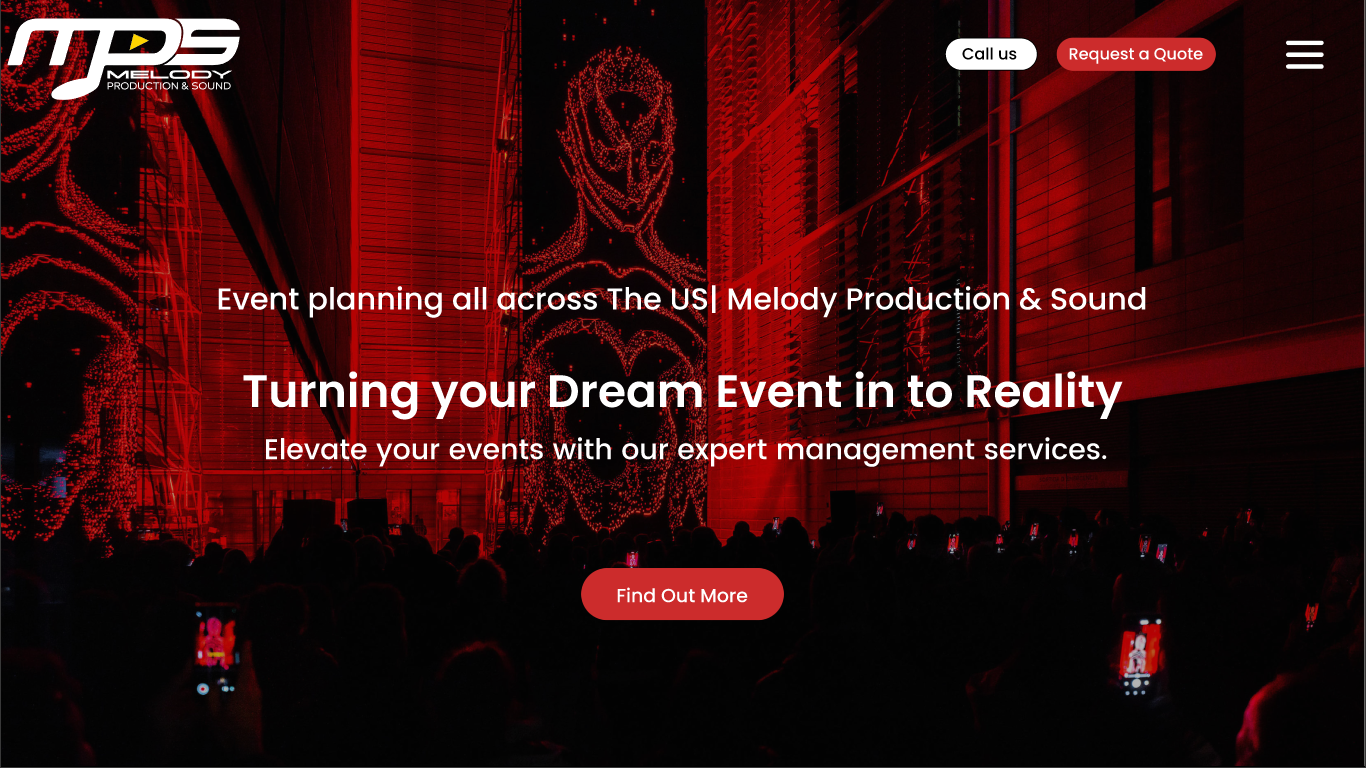 MPS
MELODY
PRODUCTION & SOUND
Call us
Request a Quote
Event planning all across The US| Melody Production & Sound
Turning your Dream Event in to Reality
Elevate your events with our expert management services.
Find Out More